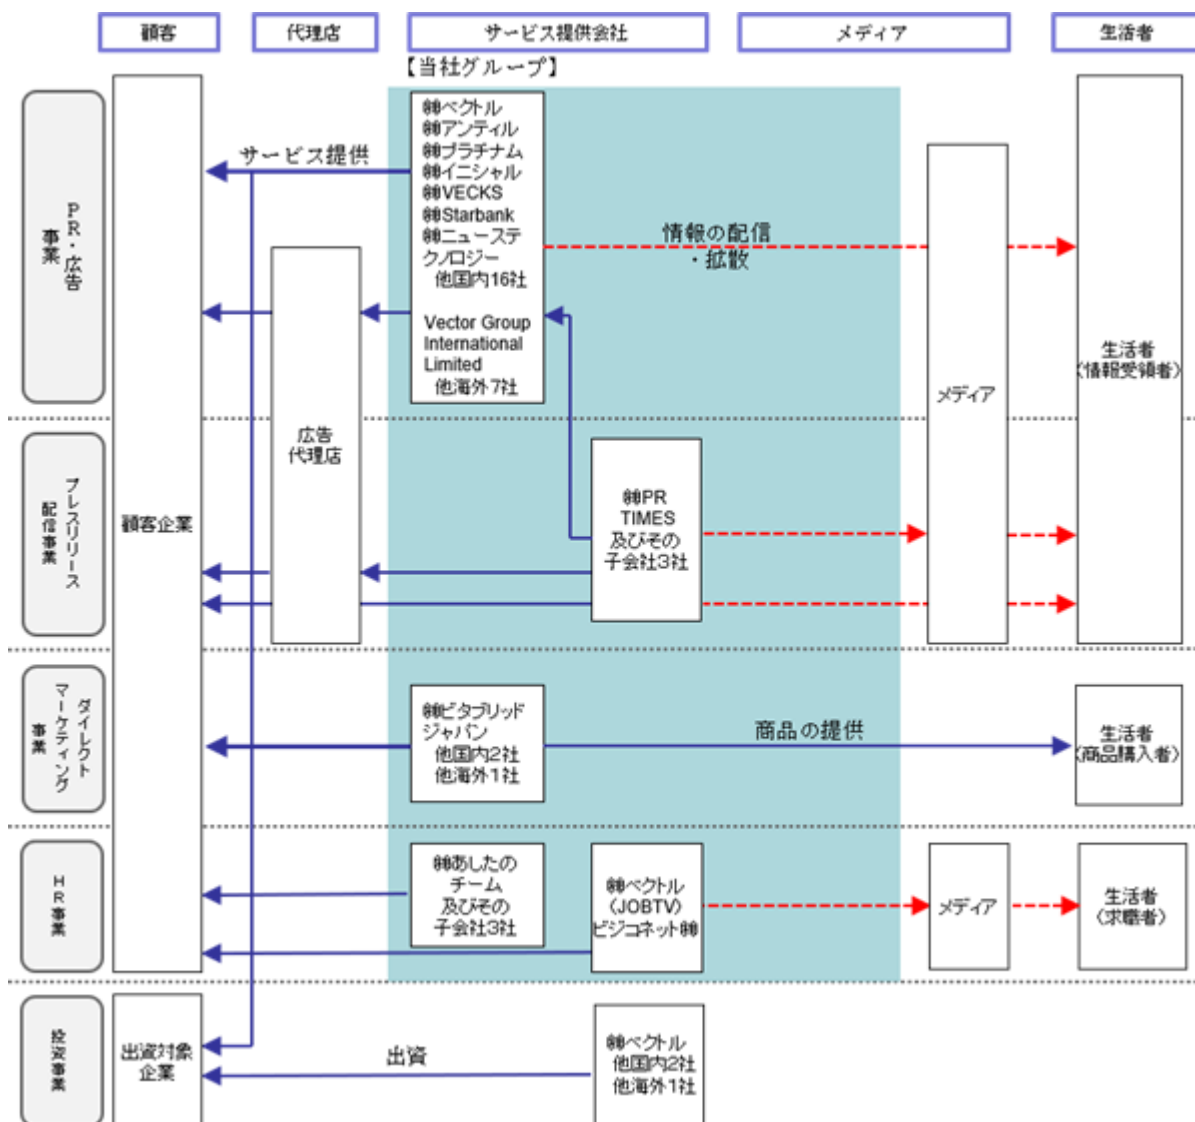 顧客
代理店
サービス提供会社
メディア
生活者
【当社グループ】
PR・広告
事業
サービス提供
㈱ベクトル
㈱アンティル
㈱プラチナム
㈱イニシャル
㈱VECKS
㈱Starbank
㈱ニューステ
クノロジー
他国内16社
Vector Group
International
Limited
他海外7社
情報の配信
・拡散
生活者
(情報受領者)
メディア
プレスリリース
配信事業
顧客企業
広告
代理店
㈱PR
TIMES
及びその
子会社3社
ダイレクト
マーケティング
事業
㈱ビタブリッド
ジャパン
他国内2社
他海外1社
商品の提供
生活者
(商品購入者)
HR事業
㈱あしたの
チーム
及びその
子会社3社
㈱ベクトル
(JOBTV)
ビジコネット㈱
メディア
生活者
(求職者)
投資事業
出資対象
企業
出資
㈱ベクトル
他国内2社
他海外1社